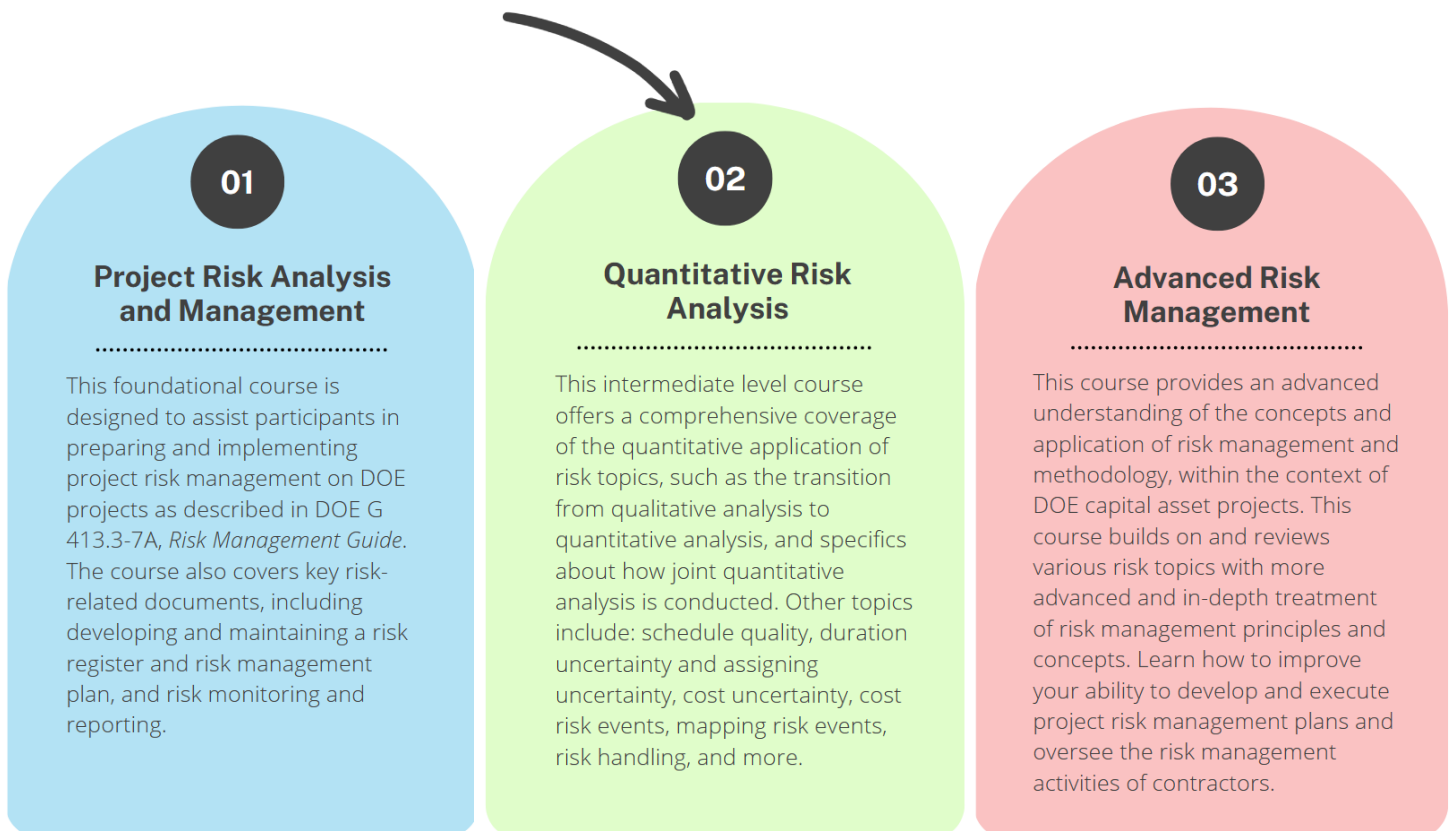 01
Project Risk Analysis
and Management
This foundational course is
designed to assist participants in
preparing and implementing
project risk management on DOE
projects as described in DOE G
413.3-7A, Risk Management Guide.
The course also covers key risk-
related documents, including
developing and maintaining a risk
register and risk management
plan, and risk monitoring and
reporting.
02
Quantitative Risk
Analysis
This intermediate level course
offers a comprehensive coverage
of the quantitative application of
risk topics, such as the transition
from qualitative analysis to
quantitative analysis, and specifics
about how joint quantitative
analysis is conducted. Other topics
include: schedule quality, duration
uncertainty and assigning
uncertainty, cost uncertainty, cost
risk events, mapping risk events,
risk handling, and more.
03
Advanced Risk
Management
This course provides an advanced
understanding of the concepts and
application of risk management and
methodology, within the context of
DOE capital asset projects. This
course builds on and reviews
various risk topics with more
advanced and in-depth treatment
of risk management principles and
concepts. Learn how to improve
your ability to develop and execute
project risk management plans and
oversee the risk management
activities of contractors.